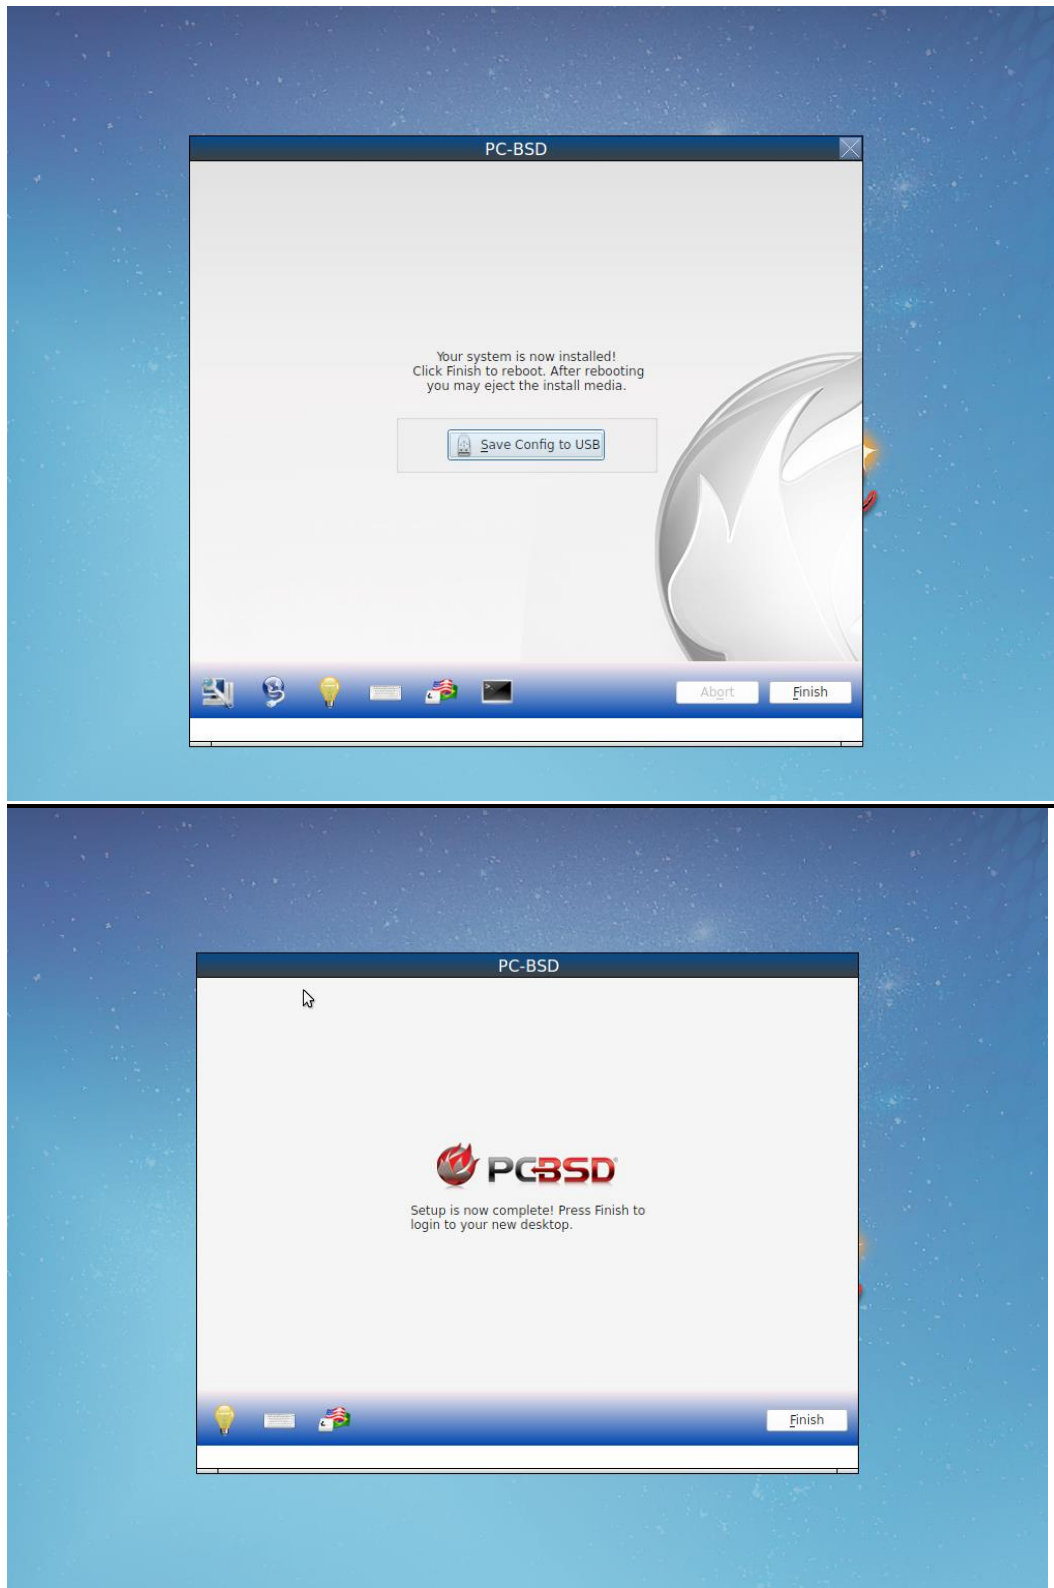 PC-BSD
Your system is now installed!
Click Finish to reboot. After rebooting
you may eject the install media.
Save Config to USB
Abort
Finish
PC-BSD
PCBSD
Setup is now complete! Press Finish to
login to your new desktop.
Finish